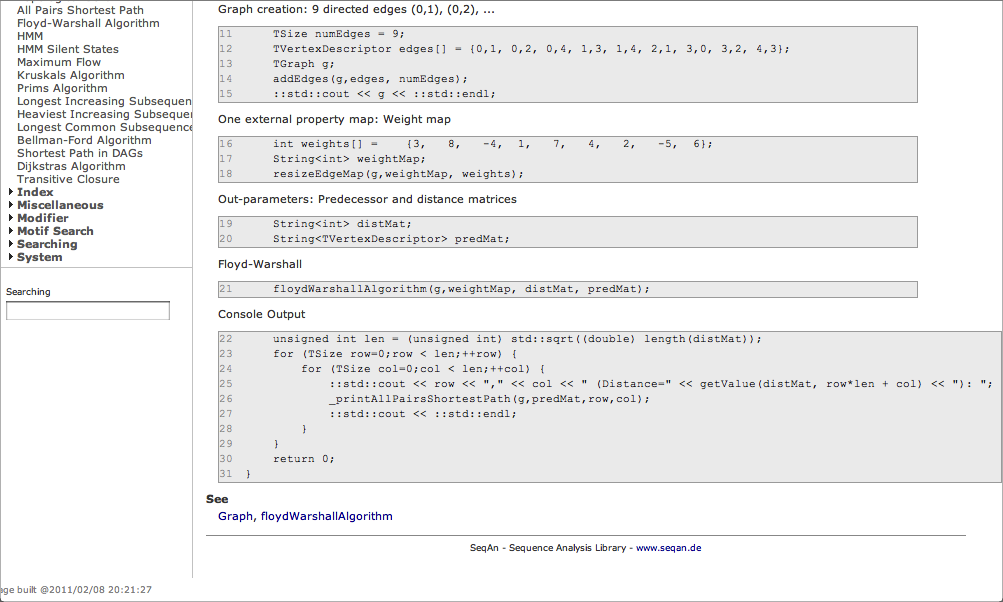 All Pairs Shortest Path
Floyd-Warshall Algorithm
HMM
HMM Silent States
Maximum Flow
Kruskals Algorithm
Prims Algorithm
Longest Increasing Subsequen
Heaviest Increasing Subseque
Longest Common Subsequence
Bellman-Ford Algorithm
Shortest Path in DAGs
Dijkstras Algorithm
Transitive Closure
Index
Miscellaneous
Modifier
Motif Search
Searching
System
Searching
Graph creation: 9 directed edges (0,1), (0,2), ...
11 TSize numEdges = 9;
12 TVertexDescriptor edges[] = {0,1, 0,2, 0,4, 1,3, 1,4, 2,1, 3,0, 3,2, 4,3};
13 TGraph g;
14 addEdges(g,edges, numEdges);
15 ::std::cout << g << ::std::endl;
One external property map: Weight map
16 int weights[] = {3, 8, -4, 1, 7, 4, 2, -5, 6};
17 String<int> weightMap;
18 resizeEdgeMap(g,weightMap, weights);
Out-parameters: Predecessor and distance matrices
19 String<int> distMat;
20 String<TVertexDescriptor> predMat;
Floyd-Warshall
21 floydWarshallAlgorithm(g,weightMap, distMat, predMat);
Console Output
22 unsigned int len = (unsigned int) std::sqrt((double) length(distMat));
23 for (TSize row=0;row < len;++row) {
24 for (TSize col=0;col < len;++col) {
25 ::std::cout << row << "," << col << " (Distance=" << getValue(distMat, row*len + col) << "): ";
26 _printAllPairsShortestPath(g,predMat,row,col);
27 ::std::cout << ::std::endl;
28 }
29 }
30 return 0;
31 }
See
Graph, floydWarshallAlgorithm
SeqAn - Sequence Analysis Library - www.seqan.de
ge built @2011/02/08 20:21:27